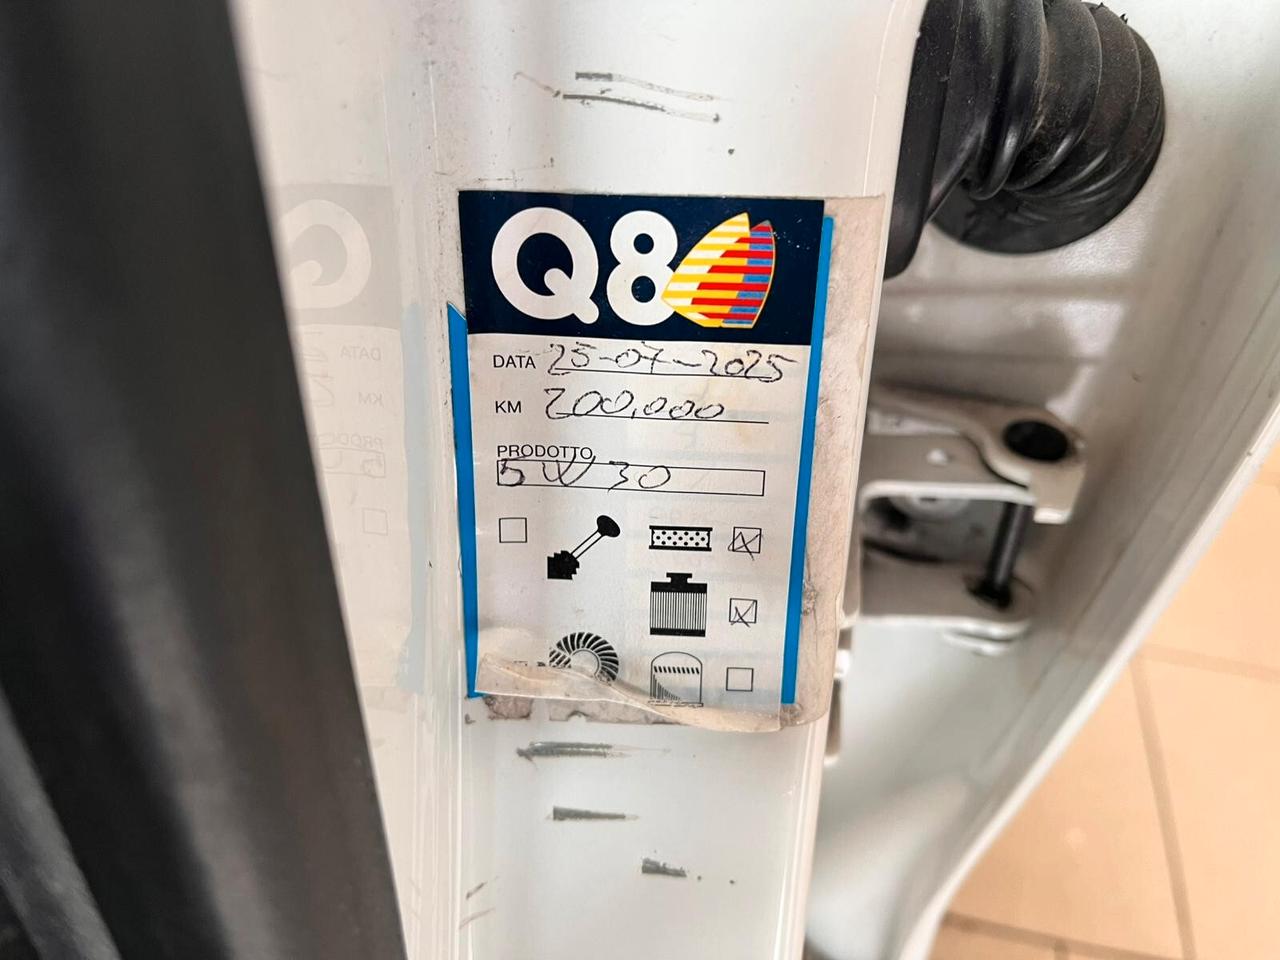 Q8
DATA 25-07-2025
KM 200.000
PRODOTTO
5W30